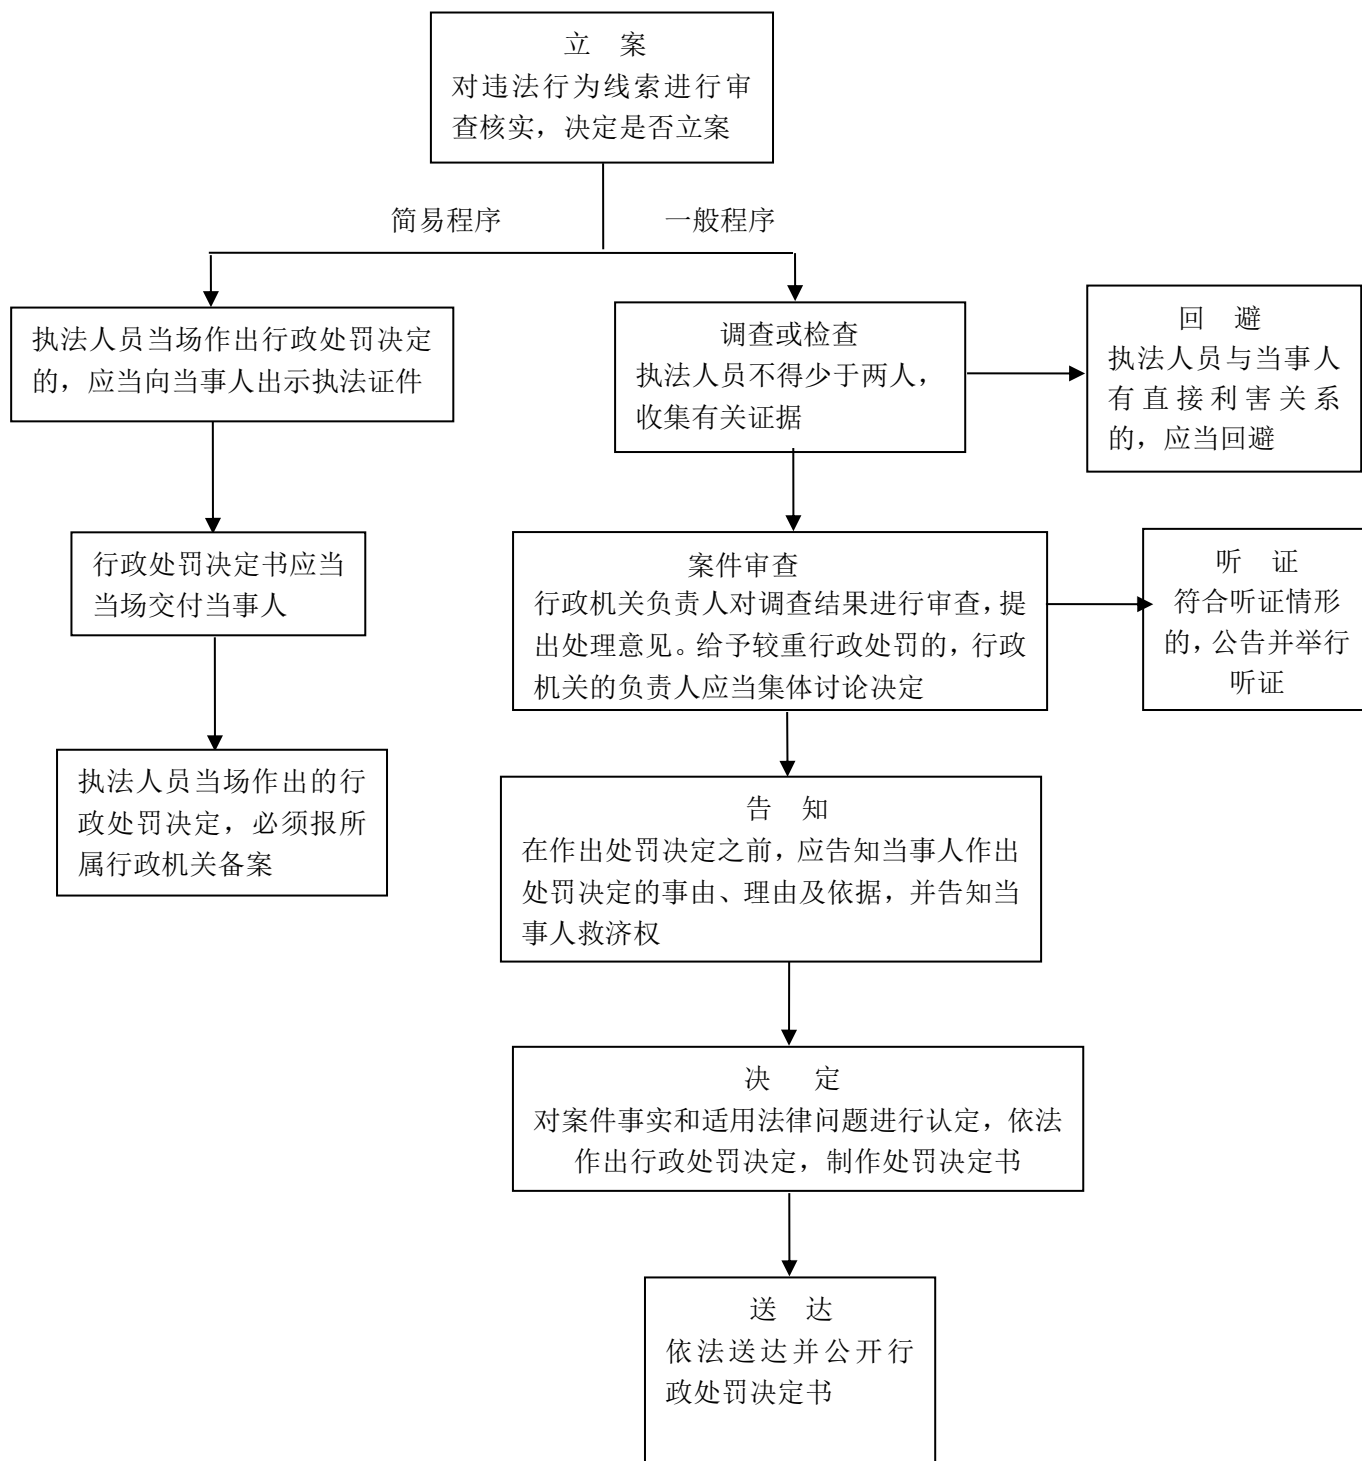 立 案
对违法行为线索进行审
查核实，决定是否立案
简易程序
一般程序
执法人员当场作出行政处罚决定
的，应当向当事人出示执法证件
调查或检查
执法人员不得少于两人，
收集有关证据
回 避
执法人员与当事人
有直接利害关系
的，应当回避
行政处罚决定书应当
当场交付当事人
案件审查
行政机关负责人对调查结果进行审查，提
出处理意见。给予较重行政处罚的，行政
机关的负责人应当集体讨论决定
听 证
符合听证情形
的，公告并举行
听证
执法人员当场作出的行
政处罚决定，必须报所
属行政机关备案
告 知
在作出处罚决定之前，应告知当事人作出
处罚决定的事由、理由及依据，并告知当
事人救济权
决 定
对案件事实和适用法律问题进行认定，依法
作出行政处罚决定，制作处罚决定书
送 达
依法送达并公开行
政处罚决定书